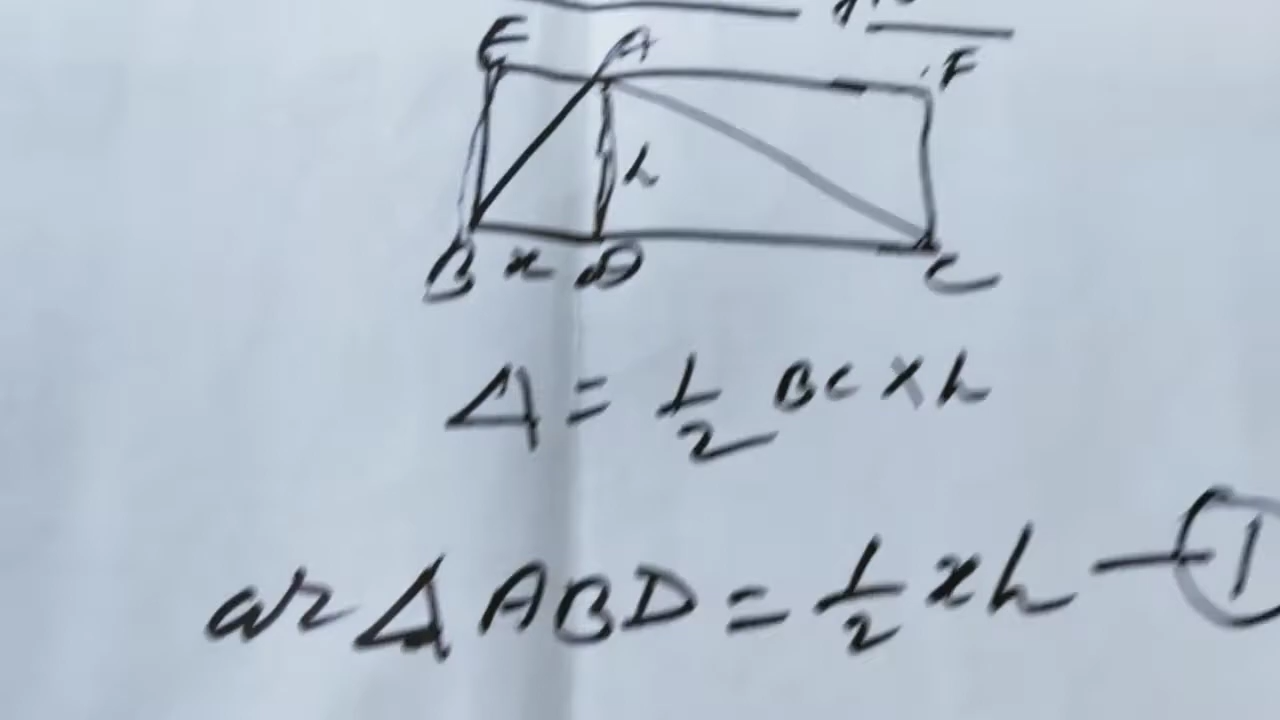 E A F
h
B x D C
Δ = 1/2 BC × h
ar Δ ABD = 1/2 xh — ①